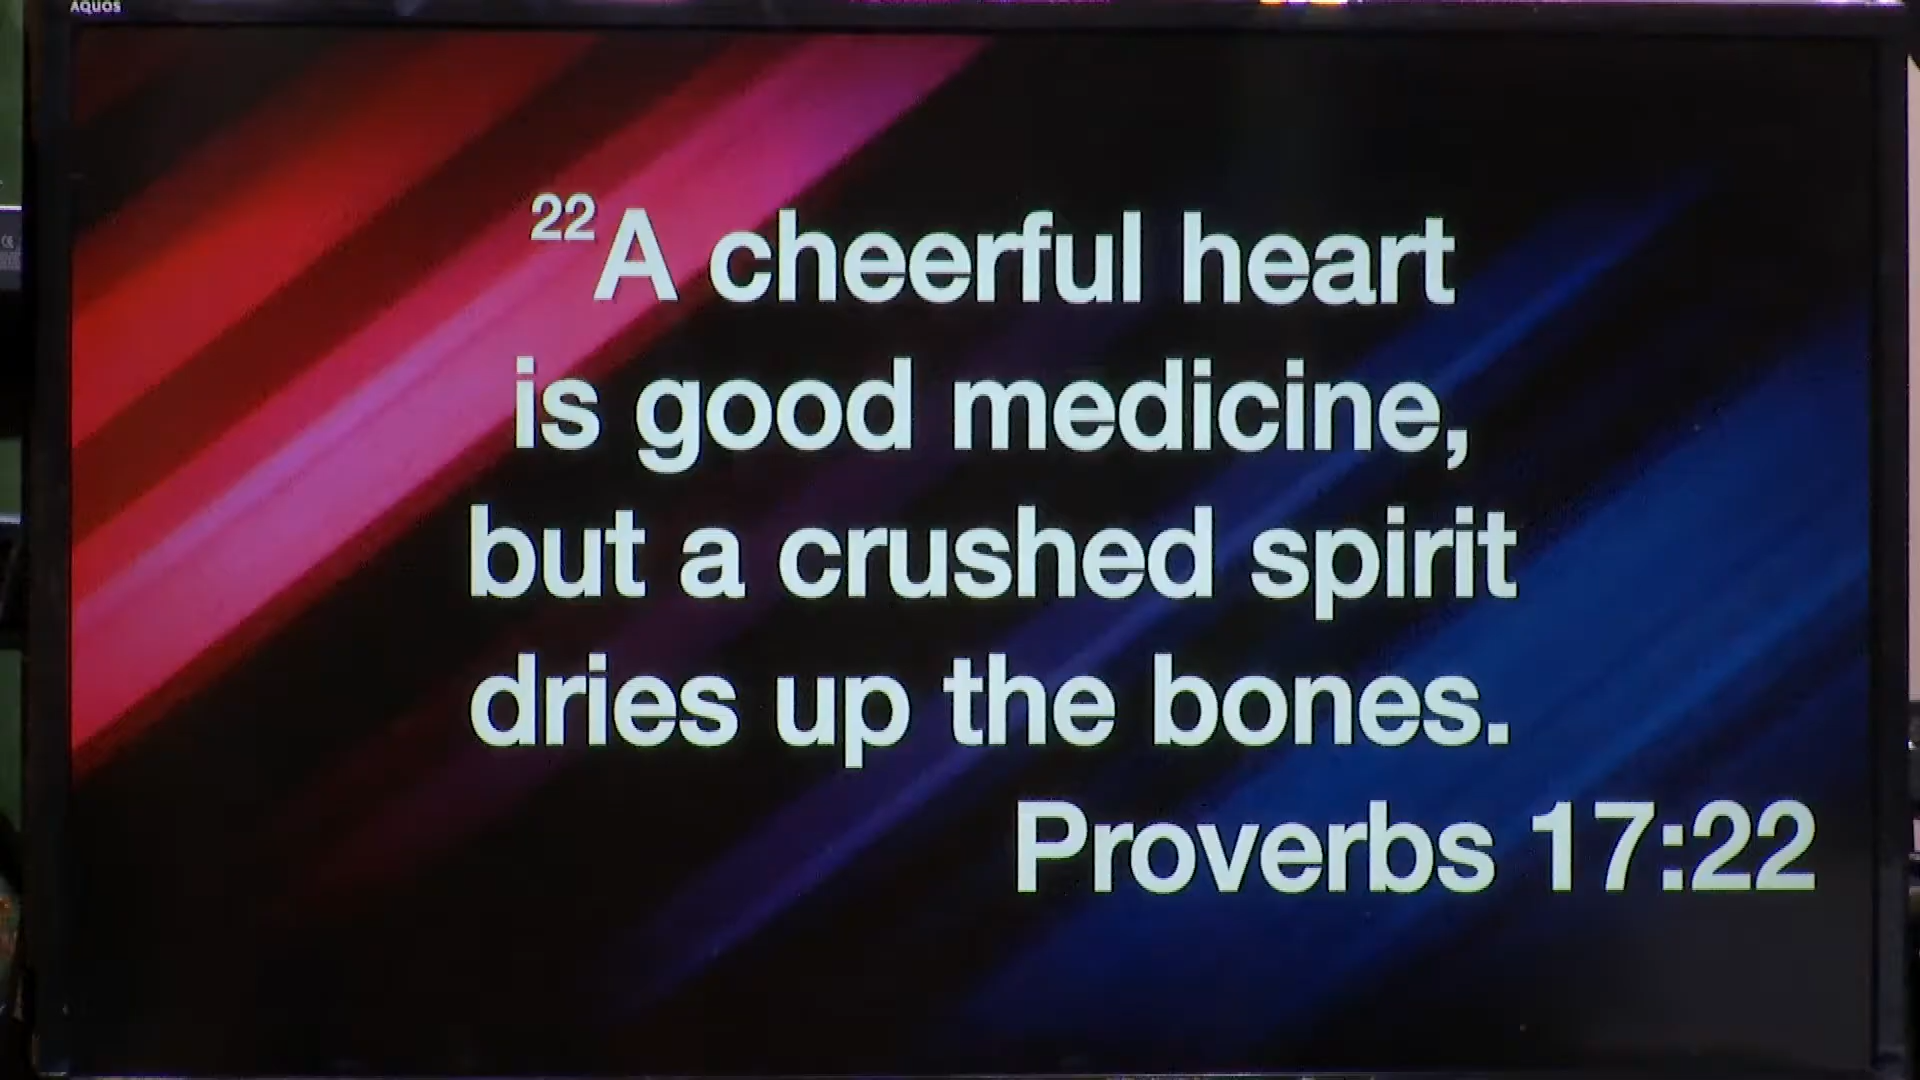 AQUOS
22A cheerful heart
is good medicine,
but a crushed spirit
dries up the bones.
Proverbs 17:22